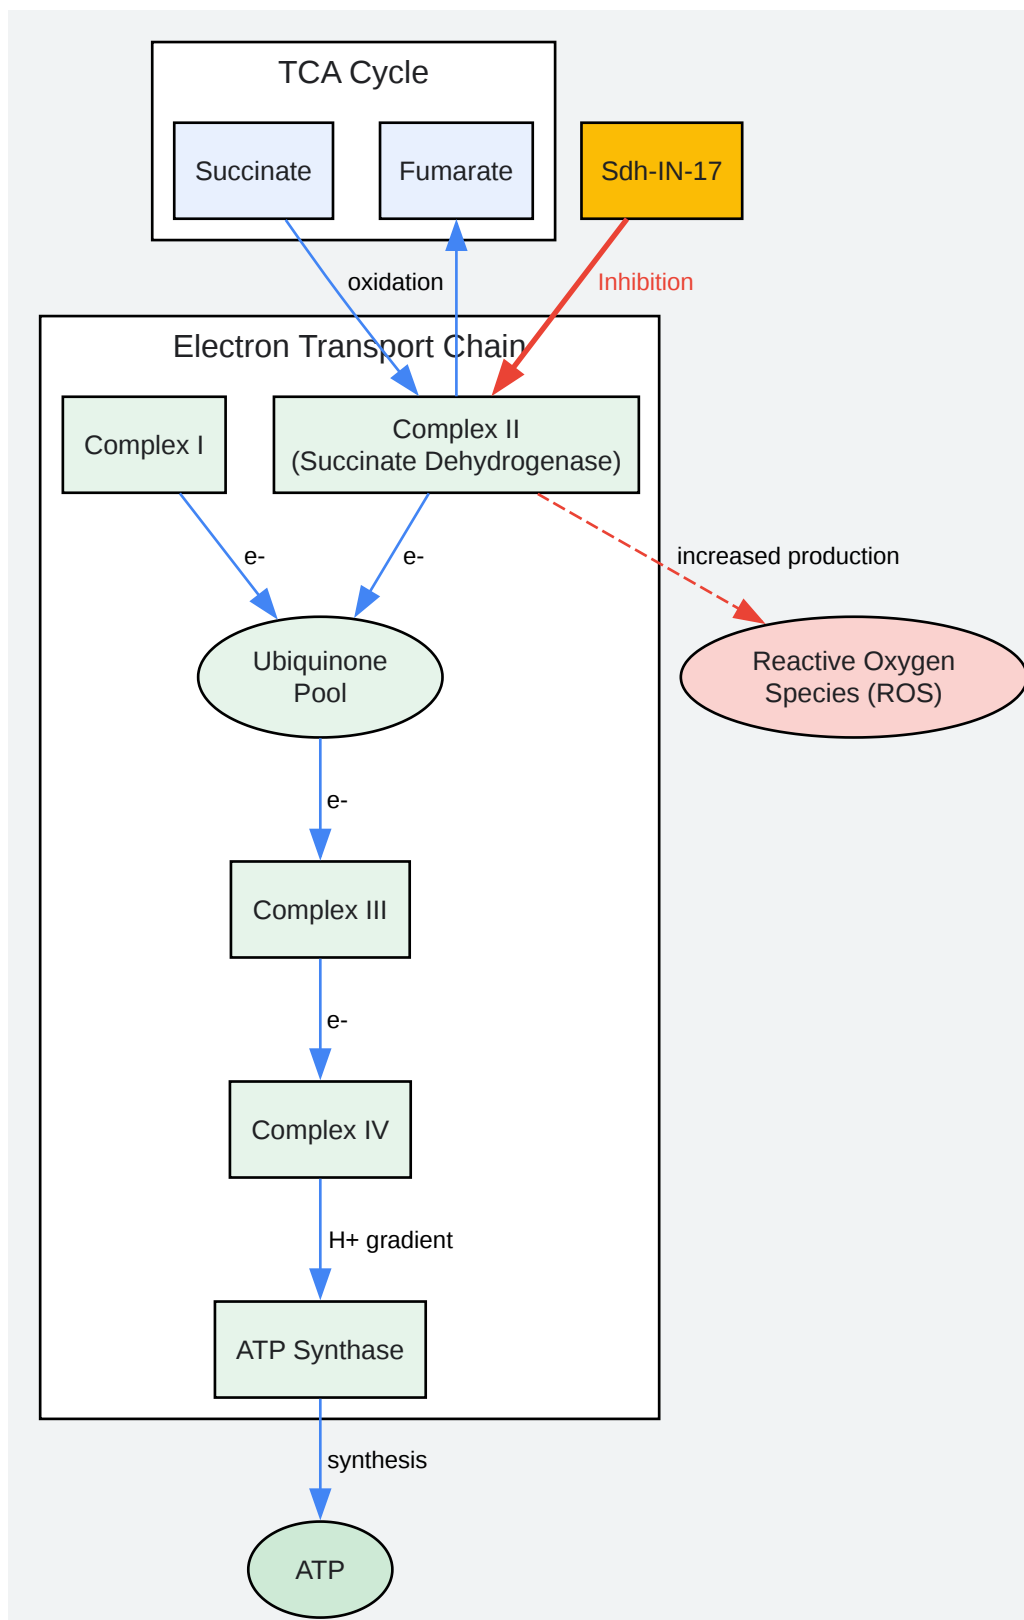 TCA Cycle
Succinate
Fumarate
Sdh-IN-17
oxidation
Inhibition
Electron Transport Chain
Complex I
Complex II
(Succinate Dehydrogenase)
e-
e-
increased production
Ubiquinone
Pool
Reactive Oxygen
Species (ROS)
e-
Complex III
e-
Complex IV
H+ gradient
ATP Synthase
synthesis
ATP